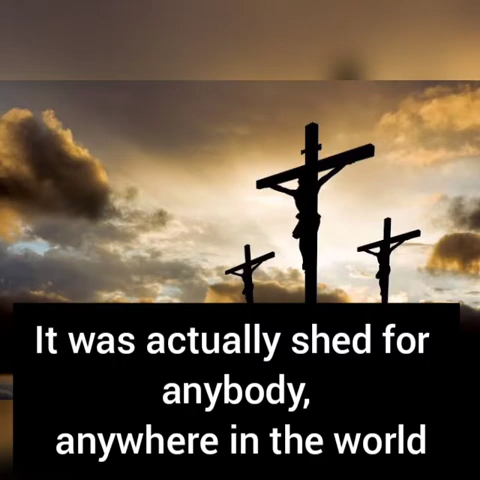 It was actually shed for
anybody,
anywhere in the world